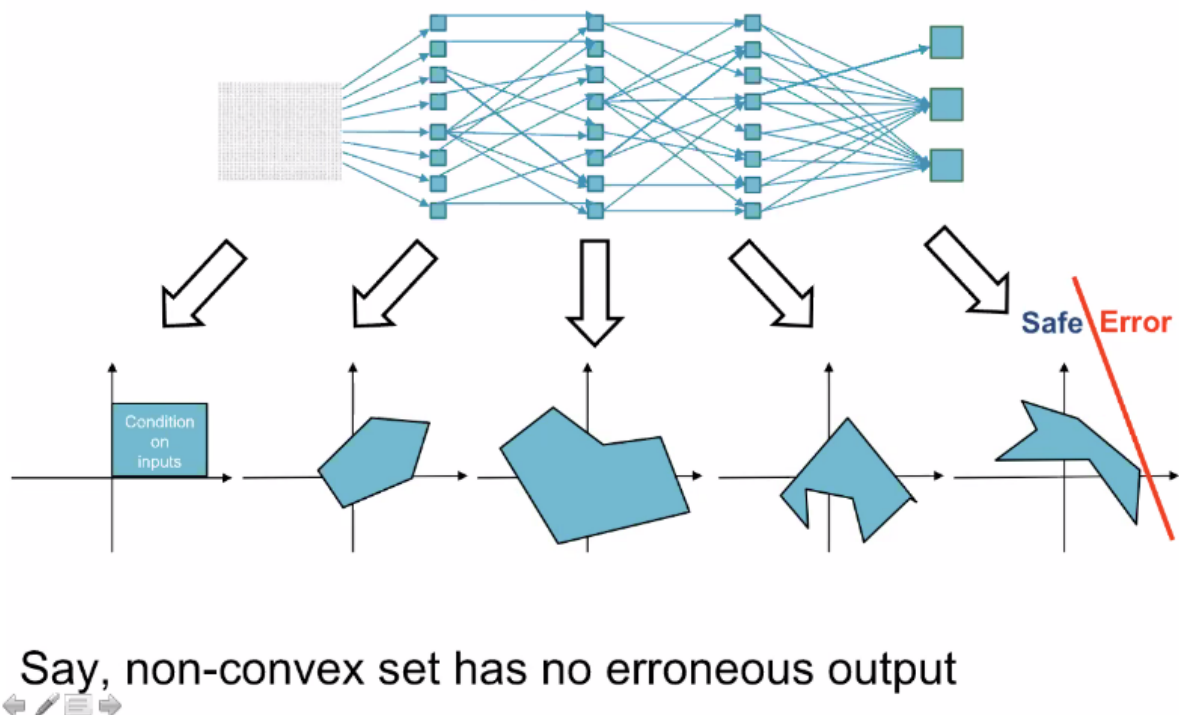 Safe Error
Condition
on
inputs
Say, non-convex set has no erroneous output